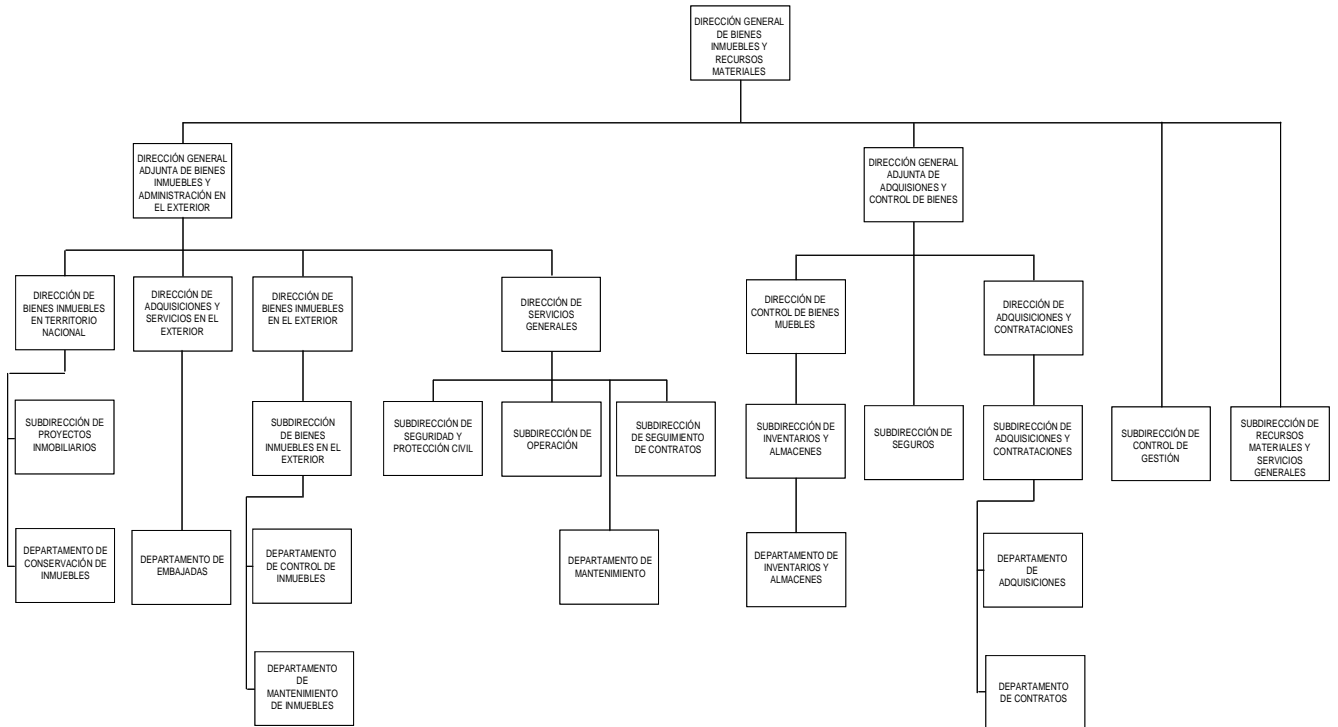 DIRECCIÓN GENERAL
DE BIENES
INMUEBLES Y
RECURSOS
MATERIALES
DIRECCIÓN GENERAL
ADJUNTA DE BIENES
INMUEBLES Y
ADMINISTRACIÓN EN
EL EXTERIOR
DIRECCIÓN GENERAL
ADJUNTA DE
ADQUISIONES Y
CONTROL DE BIENES
DIRECCIÓN DE
BIENES INMUEBLES
EN TERRITORIO
NACIONAL
DIRECCIÓN DE
ADQUISICIONES Y
SERVICIOS EN EL
EXTERIOR
DIRECCIÓN DE
BIENES INMUEBLES
EN EL EXTERIOR
DIRECCIÓN DE
SERVICIOS
GENERALES
DIRECCIÓN DE
CONTROL DE BIENES
MUEBLES
DIRECCIÓN DE
ADQUISICIONES Y
CONTRATACIONES
SUBDIRECCIÓN DE
PROYECTOS
INMOBILIARIOS
SUBDIRECCIÓN
DE BIENES
INMUEBLES EN EL
EXTERIOR
SUBDIRECCIÓN DE
SEGURIDAD Y
PROTECCIÓN CIVIL
SUBDIRECCIÓN DE
OPERACIÓN
SUBDIRECCIÓN
DE SEGUIMIENTO
DE CONTRATOS
SUBDIRECCIÓN DE
INVENTARIOS Y
ALMACENES
SUBDIRECCIÓN DE
SEGUROS
SUBDIRECCIÓN DE
ADQUISICIONES Y
CONTRATACIONES
SUBDIRECCIÓN DE
CONTROL DE
GESTIÓN
SUBDIRECCIÓN DE
RECURSOS
MATERIALES Y
SERVICIOS
GENERALES
DEPARTAMENTO DE
CONSERVACIÓN DE
INMUEBLES
DEPARTAMENTO DE
EMBAJADAS
DEPARTAMENTO
DE CONTROL DE
INMUEBLES
DEPARTAMENTO DE
MANTENIMIENTO
DEPARTAMENTO DE
INVENTARIOS Y
ALMACENES
DEPARTAMENTO
DE
ADQUISICIONES
DEPARTAMENTO
DE
MANTENIMIENTO
DE INMUEBLES
DEPARTAMENTO
DE CONTRATOS